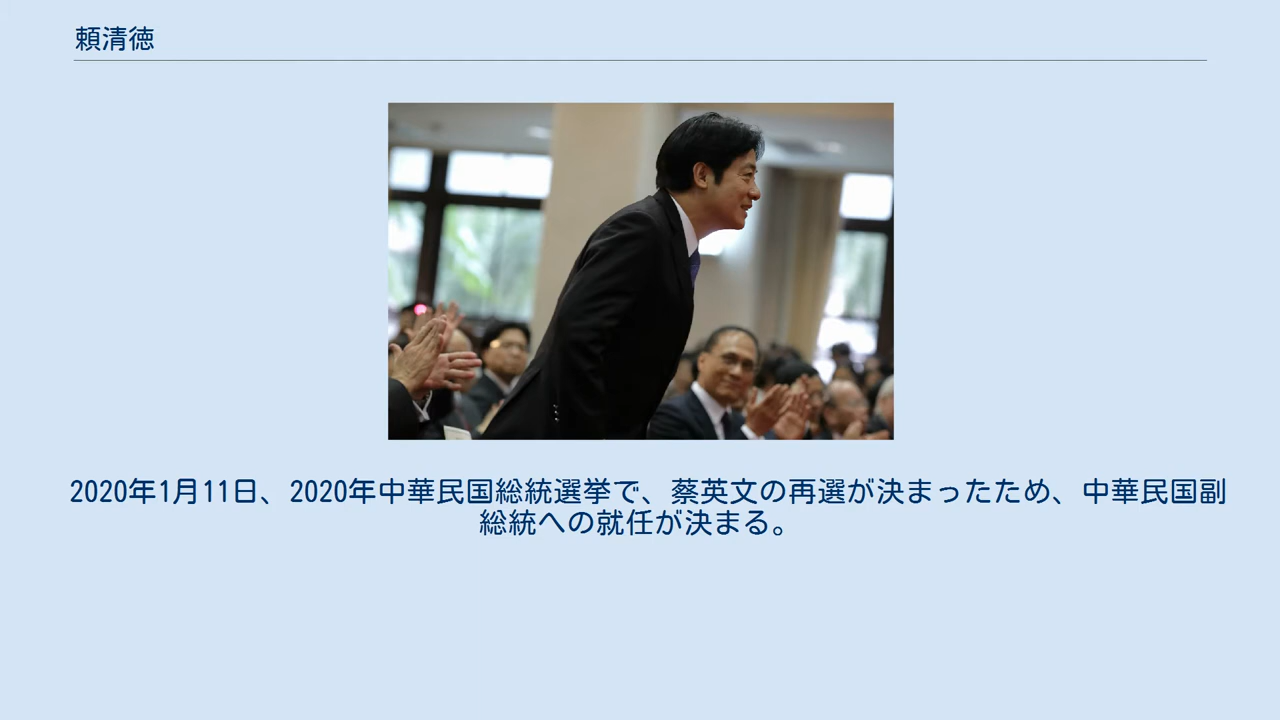 頼清徳
2020年1月11日、2020年中華民国総統選挙で、蔡英文の再選が決まったため、中華民国副
総統への就任が決まる。